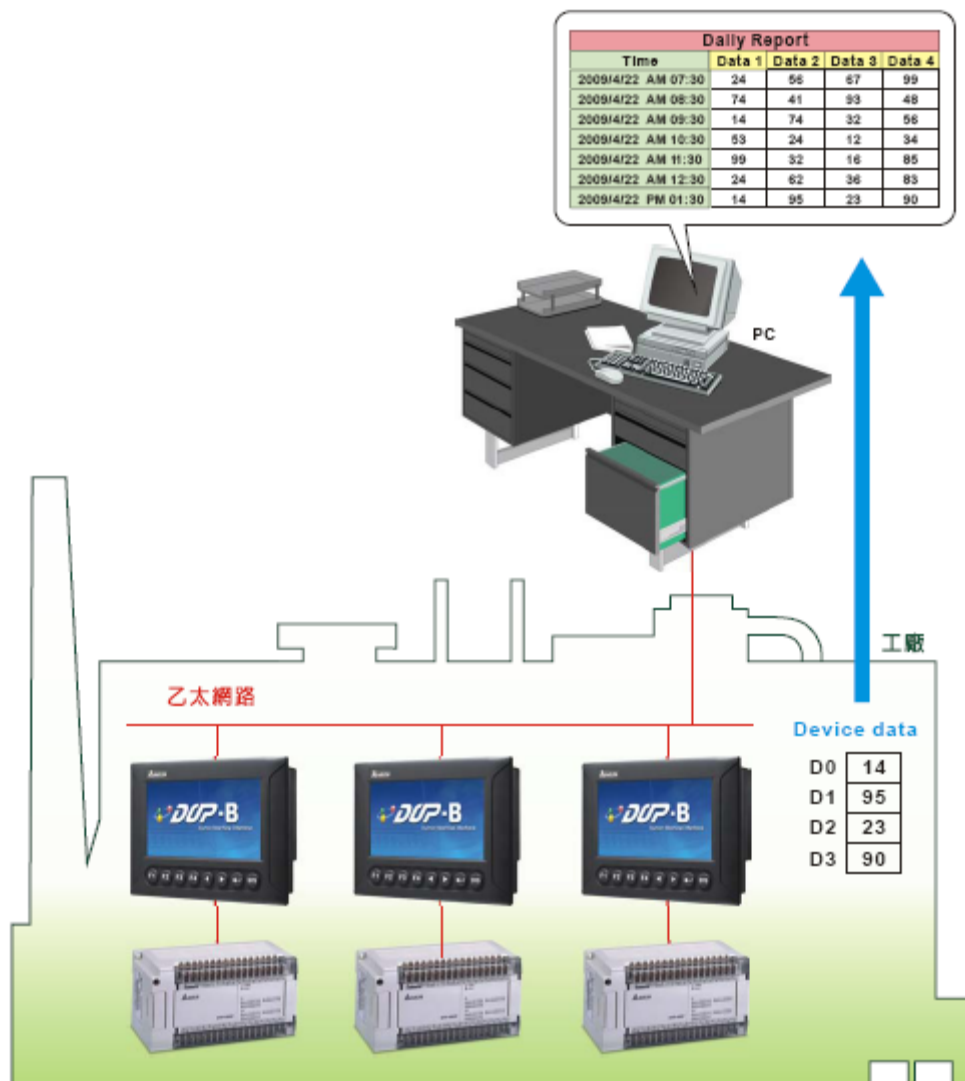 Daily Report
Time Data 1 Data 2 Data 3 Data 4
2009/4/22 AM 07:30 24 56 67 99
2009/4/22 AM 08:30 74 41 93 48
2009/4/22 AM 09:30 14 74 32 56
2009/4/22 AM 10:30 53 24 12 34
2009/4/22 AM 11:30 99 32 16 85
2009/4/22 AM 12:30 24 62 36 83
2009/4/22 PM 01:30 14 95 23 90
PC
工廠
乙太網路
Device data
D0 14
D1 95
D2 23
D3 90
DOP-B
DOP-B
DOP-B